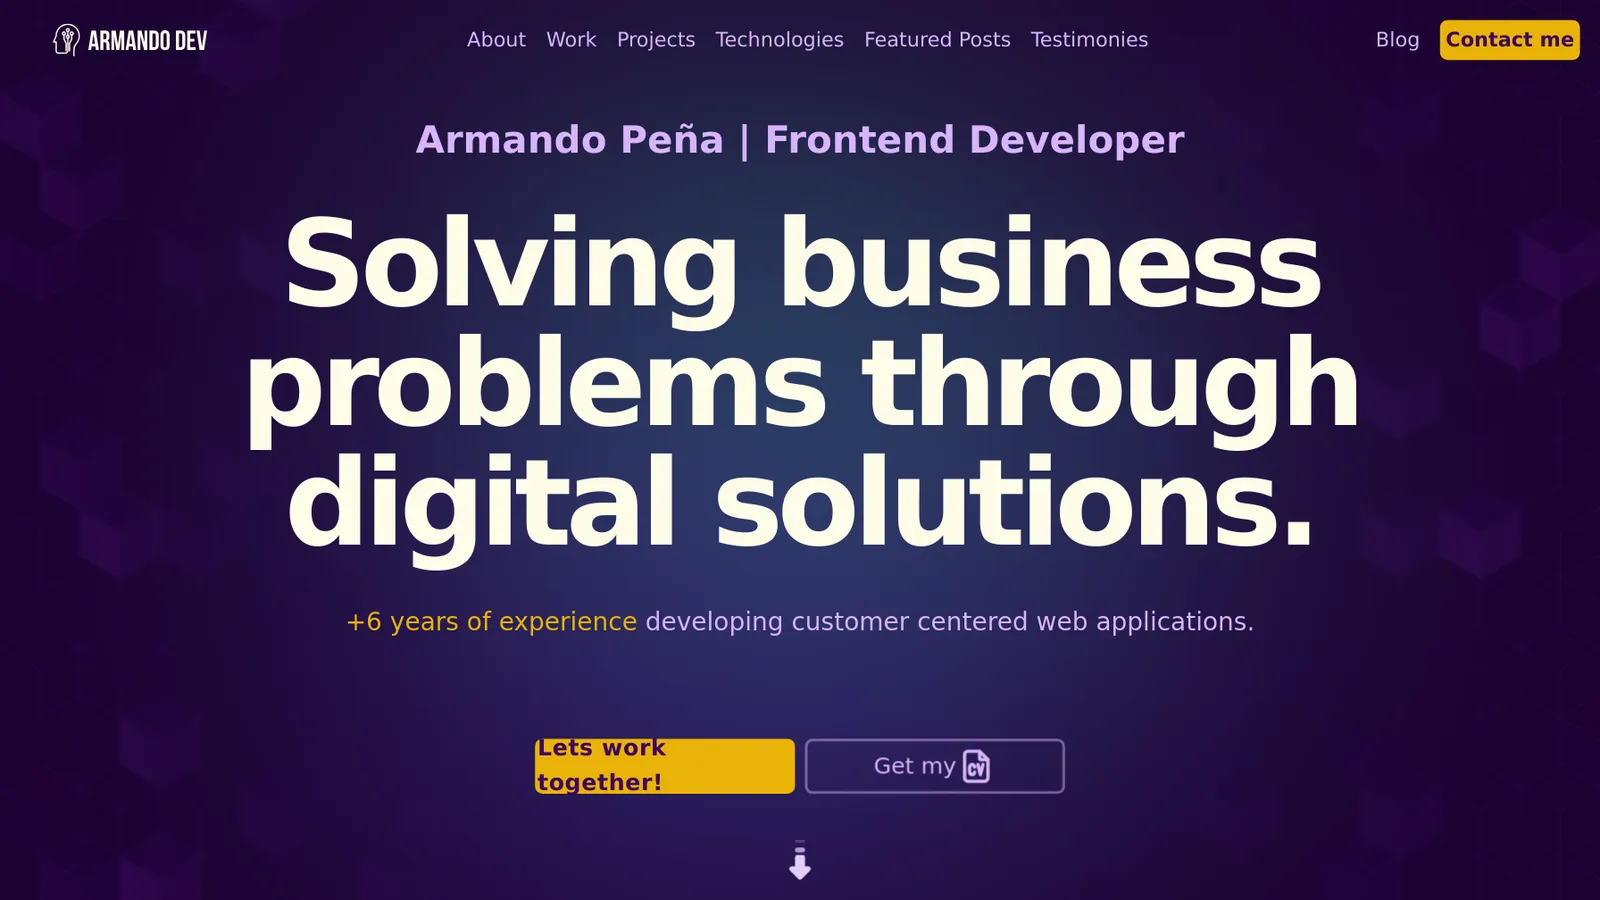 ARMANDO DEV
About Work Projects Technologies Featured Posts Testimonies
Blog Contact me
Armando Peña | Frontend Developer
Solving business
problems through
digital solutions.
+6 years of experience developing customer centered web applications.
Lets work
together!
Get my CV